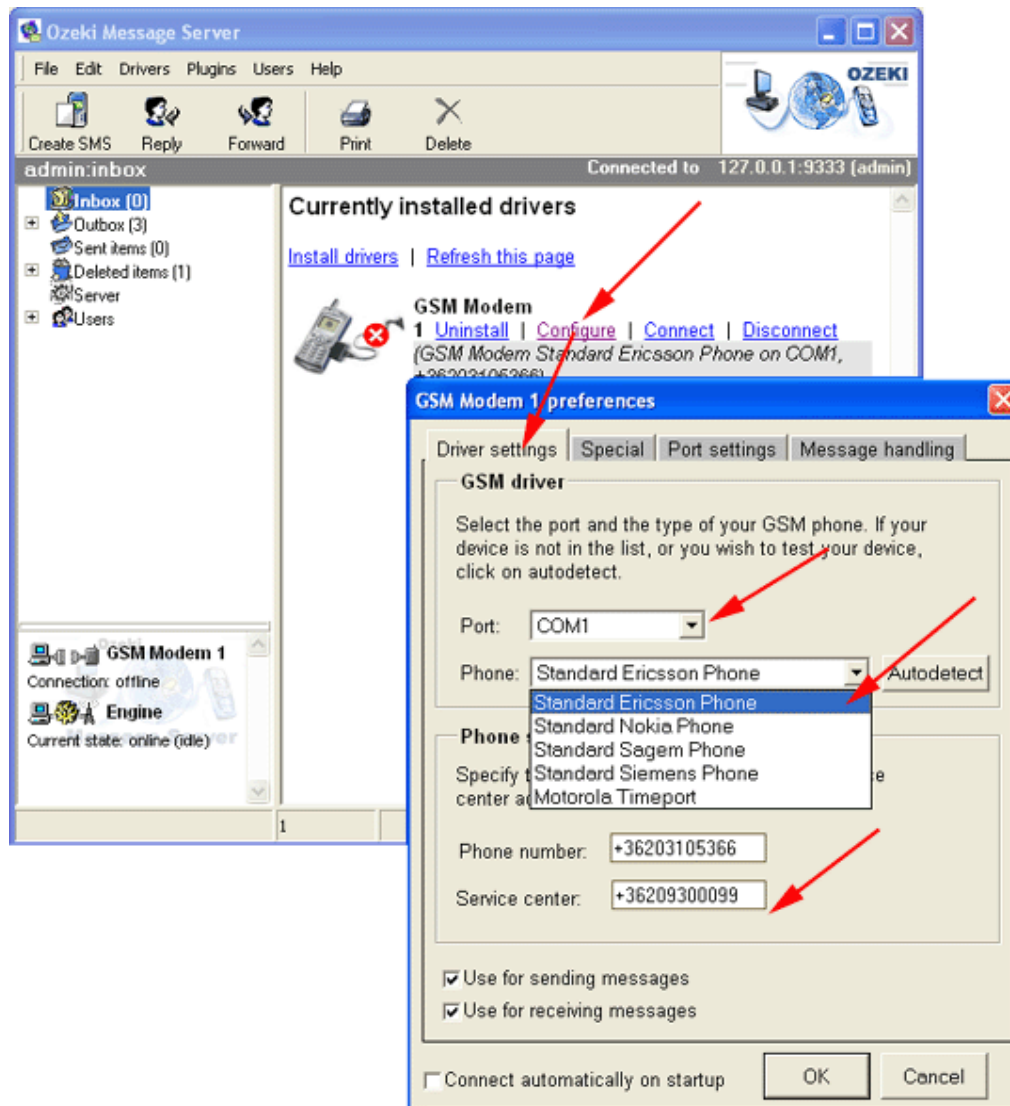 Ozeki Message Server
File Edit Drivers Plugins Users Help
OZEKI
Create SMS Reply Forward Print Delete
admin:inbox Connected to 127.0.0.1:9333 (admin)
Inbox (0)
Outbox (3)
Sent items (0)
Deleted items (1)
Server
Users
Currently installed drivers
Install drivers | Refresh this page
GSM Modem
1 Uninstall | Configure | Connect | Disconnect
(GSM Modem Standard Ericsson Phone on COM1,
+36203105366)
GSM Modem 1
Connection: offline
Engine
Current state: online (idle)
1
GSM Modem 1 preferences
Driver settings Special Port settings Message handling
GSM driver
Select the port and the type of your GSM phone. If your
device is not in the list, or you wish to test your device,
click on autodetect.
Port: COM1
Phone: Standard Ericsson Phone Autodetect
Standard Ericsson Phone
Standard Nokia Phone
Standard Sagem Phone
Standard Siemens Phone
Motorola Timeport
Phone
Specify
center
Phone number: +36203105366
Service center: +36209300099
Use for sending messages
Use for receiving messages
Connect automatically on startup OK Cancel